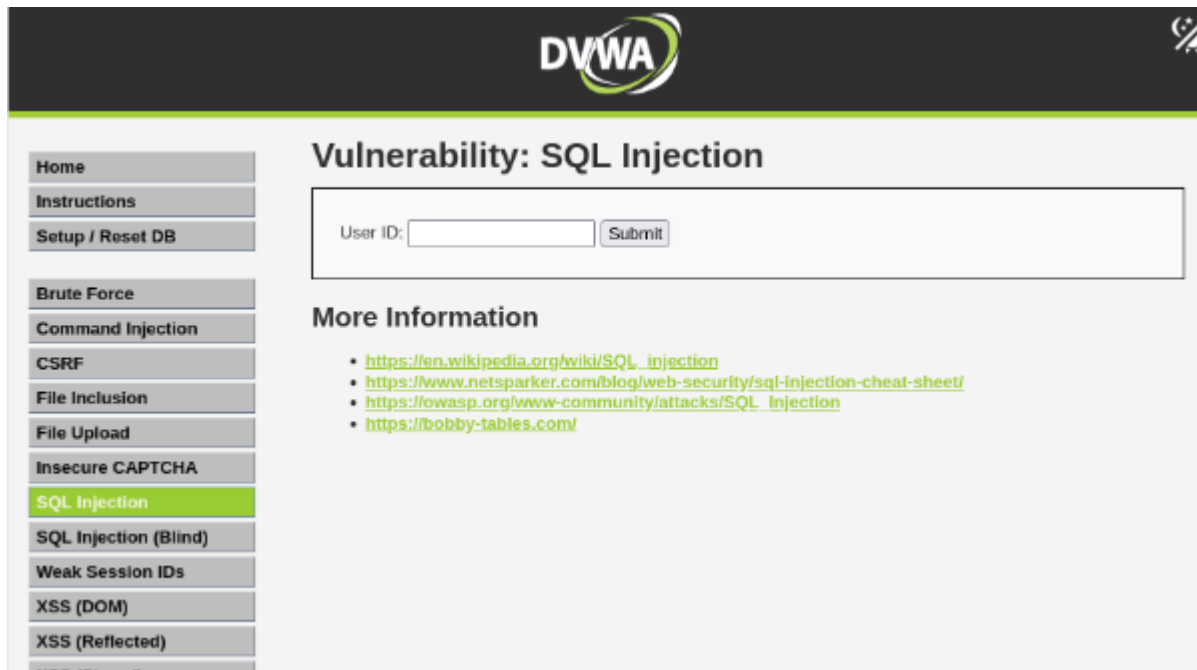 DVWA
Home
Instructions
Setup / Reset DB
Brute Force
Command Injection
CSRF
File Inclusion
File Upload
Insecure CAPTCHA
SQL Injection
SQL Injection (Blind)
Weak Session IDs
XSS (DOM)
XSS (Reflected)
Vulnerability: SQL Injection
User ID: Submit
More Information
https://en.wikipedia.org/wiki/SQL_injection
https://www.netsparker.com/blog/web-security/sql-injection-cheat-sheet/
https://owasp.org/www-community/attacks/SQL_Injection
https://bobby-tables.com/